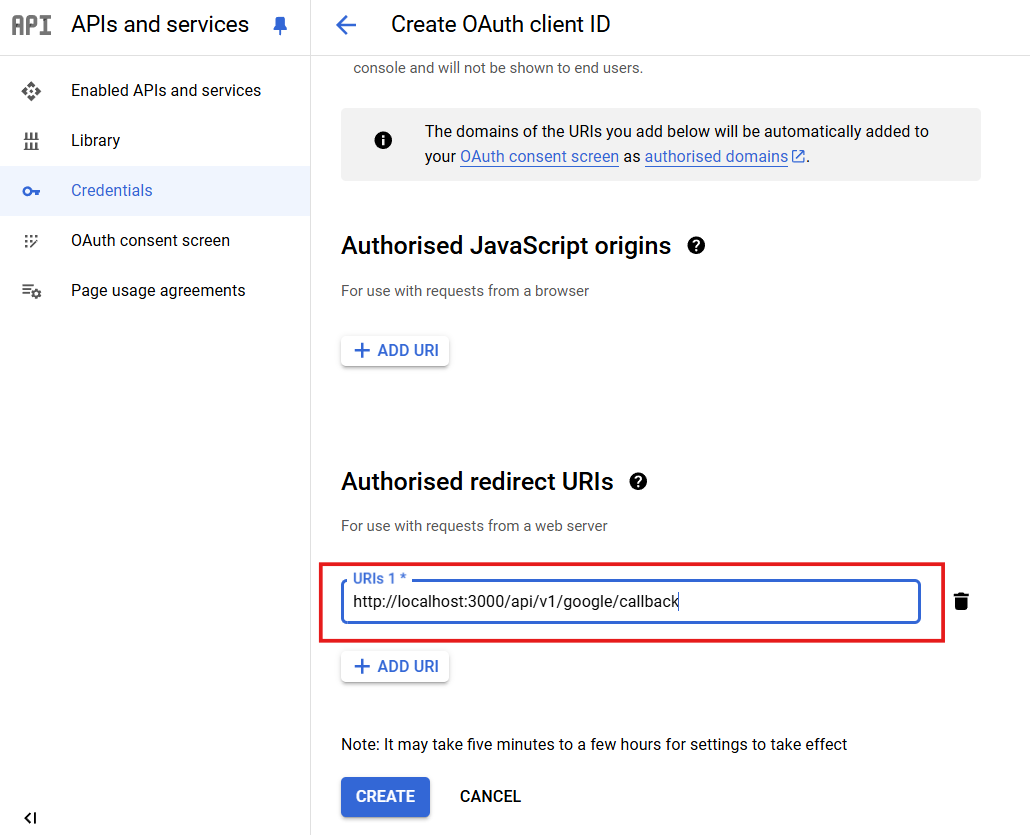 API APIs and services
Create OAuth client ID
Enabled APIs and services
Library
Credentials
OAuth consent screen
Page usage agreements
console and will not be shown to end users.
The domains of the URIs you add below will be automatically added to
your OAuth consent screen as authorised domains.
Authorised JavaScript origins
For use with requests from a browser
ADD URI
Authorised redirect URIs
For use with requests from a web server
URIs 1 *
http://localhost:3000/api/v1/google/callback
ADD URI
Note: It may take five minutes to a few hours for settings to take effect
CREATE CANCEL